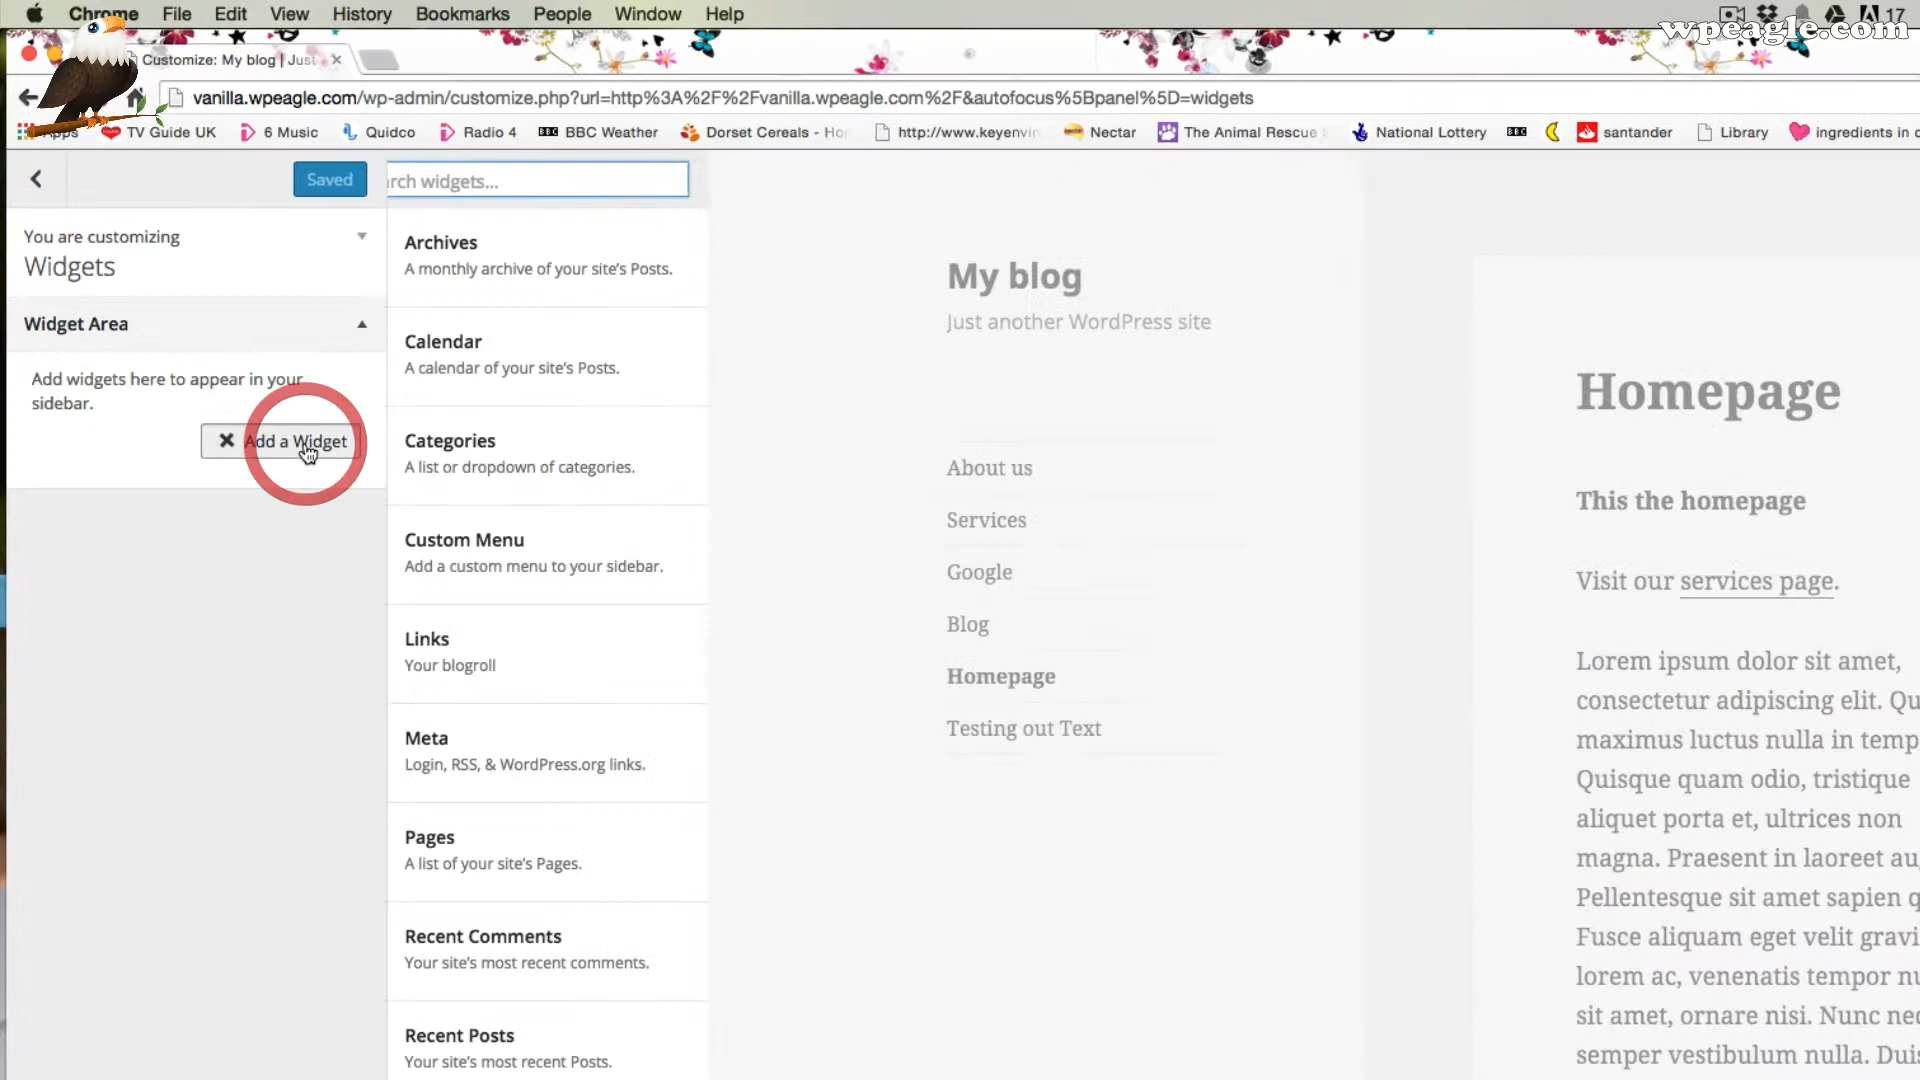 Chrome File Edit View History Bookmarks People Window Help
17
wpeagle.com
Customize: My blog | Just
vanilla.wpeagle.com/wp-admin/customize.php?url=http%3A%2F%2Fvanilla.wpeagle.com%2F&autofocus%5Bpanel%5D=widgets
Apps TV Guide UK 6 Music Quidco Radio 4 BBC BBC Weather Dorset Cereals - Ho http://www.keyenvir Nectar The Animal Rescue National Lottery BBC santander Library ingredients in c
Saved
rch widgets...
You are customizing
Widgets
Widget Area
Add widgets here to appear in your
sidebar.
Add a Widget
Archives
A monthly archive of your site's Posts.
Calendar
A calendar of your site's Posts.
Categories
A list or dropdown of categories.
Custom Menu
Add a custom menu to your sidebar.
Links
Your blogroll
Meta
Login, RSS, & WordPress.org links.
Pages
A list of your site's Pages.
Recent Comments
Your site's most recent comments.
Recent Posts
Your site's most recent Posts.
My blog
Just another WordPress site
About us
Services
Google
Blog
Homepage
Testing out Text
Homepage
This the homepage
Visit our services page.
Lorem ipsum dolor sit amet,
consectetur adipiscing elit. Qu
maximus luctus nulla in temp
Quisque quam odio, tristique
aliquet porta et, ultrices non
magna. Praesent in laoreet au
Pellentesque sit amet sapien q
Fusce aliquam eget velit gravi
lorem ac, venenatis tempor nu
sit amet, ornare nisi. Nunc nec
semper vestibulum nulla. Duis